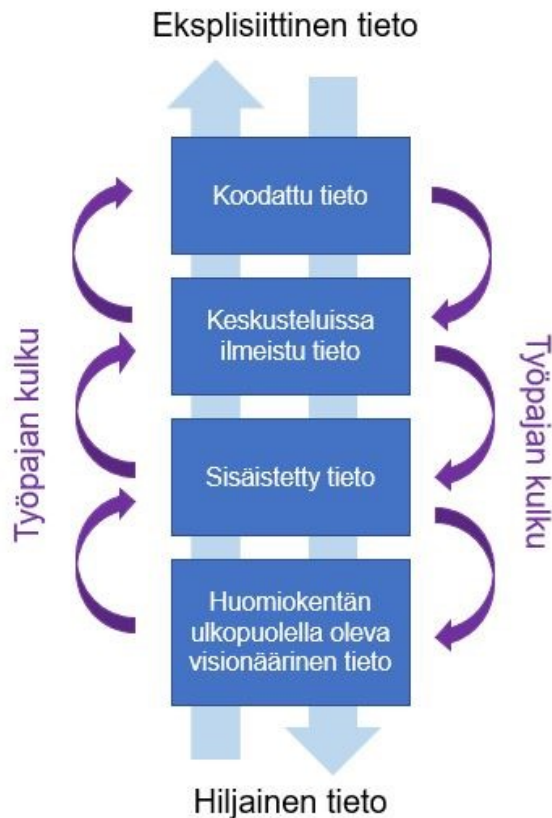 Eksplisiittinen tieto
Koodattu tieto
Keskusteluissa
ilmeistu tieto
Sisäistetty tieto
Huomiokentän
ulkopuolella oleva
visionäärinen tieto
Työpajan kulku
Työpajan kulku
Hiljainen tieto